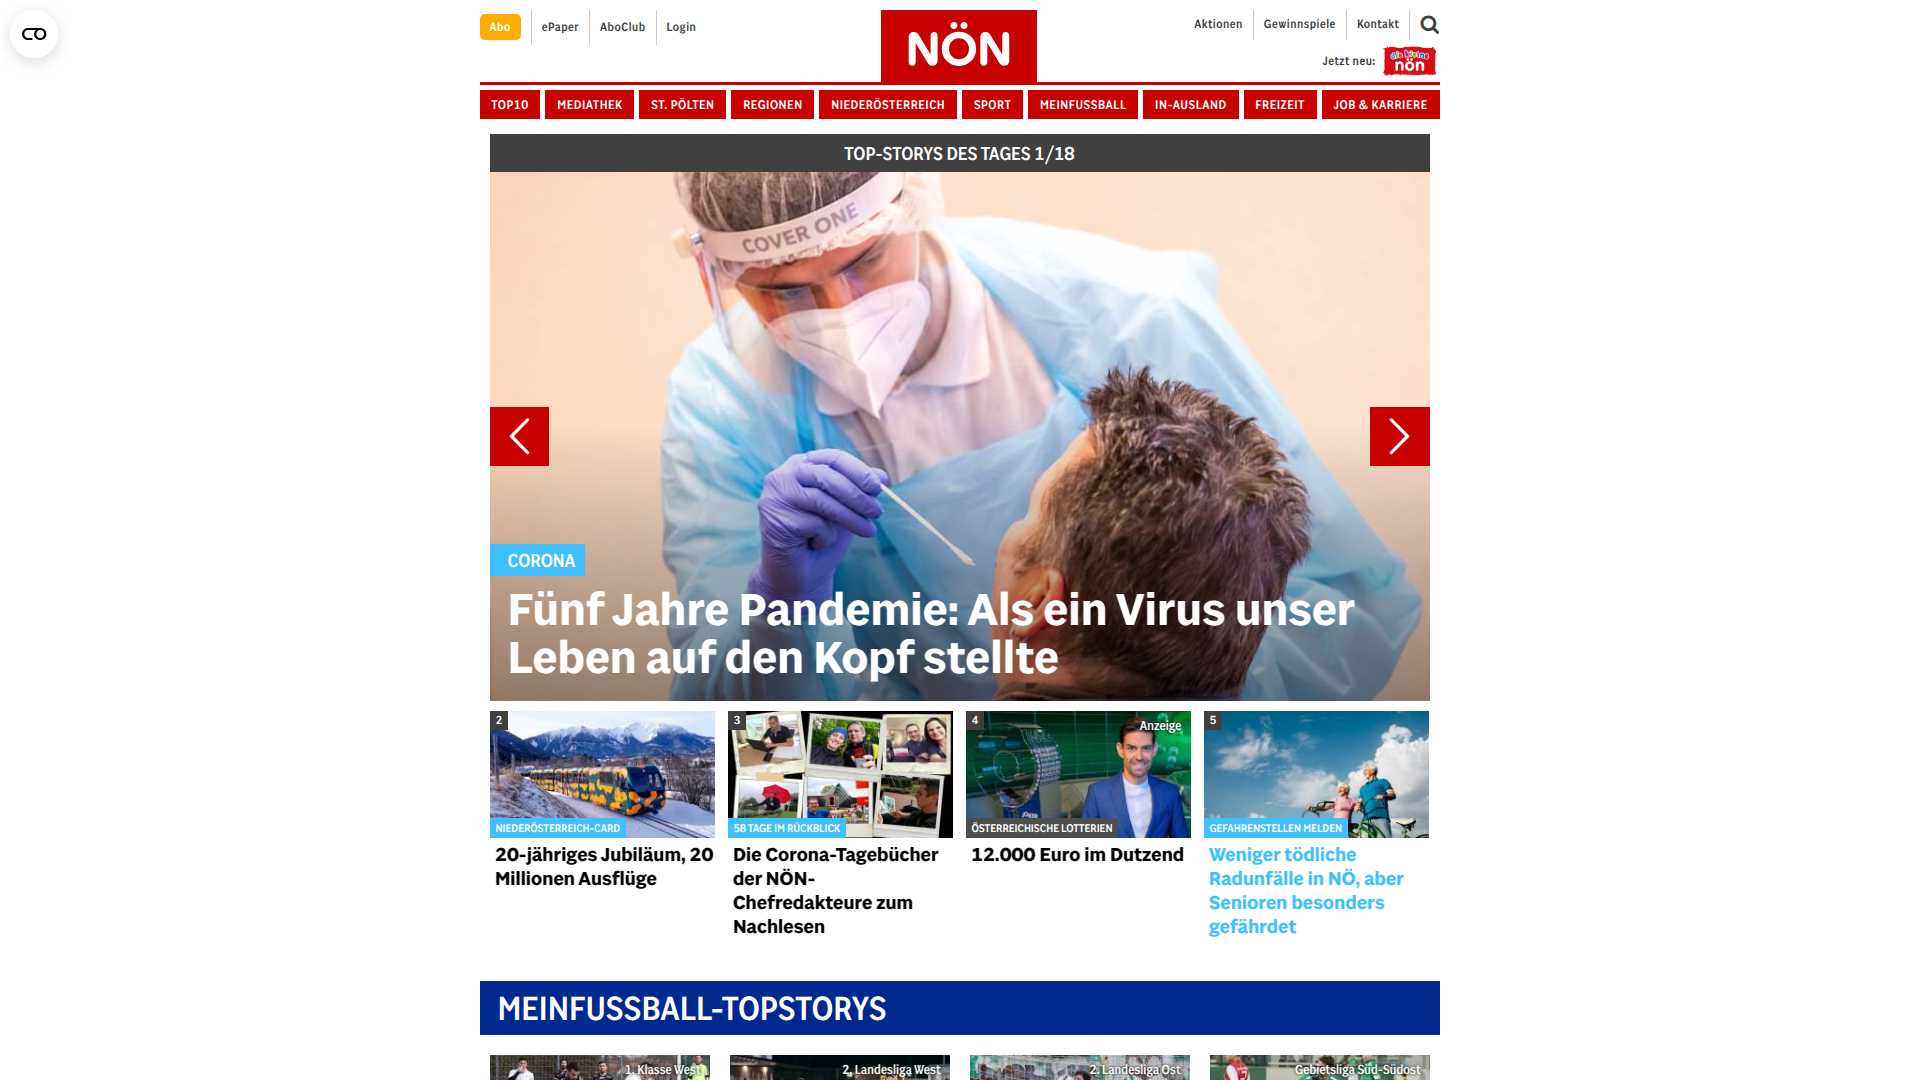 Abo
ePaper
AboClub
Login
NÖN
Aktionen
Gewinnspiele
Kontakt
Jetzt neu:
die kleine
nön
TOP10
MEDIATHEK
ST. PÖLTEN
REGIONEN
NIEDERÖSTERREICH
SPORT
MEINFUSSBALL
IN-AUSLAND
FREIZEIT
JOB & KARRIERE
TOP-STORYS DES TAGES 1/18
COVER ONE
CORONA
Fünf Jahre Pandemie: Als ein Virus unser
Leben auf den Kopf stellte
2
NIEDERÖSTERREICH-CARD
20-jähriges Jubiläum, 20
Millionen Ausflüge
3
58 TAGE IM RÜCKBLICK
Die Corona-Tagebücher
der NÖN-
Chefredakteure zum
Nachlesen
4
Anzeige
ÖSTERREICHISCHE LOTTERIEN
12.000 Euro im Dutzend
5
GEFAHRENSTELLEN MELDEN
Weniger tödliche
Radunfälle in NÖ, aber
Senioren besonders
gefährdet
MEINFUSSBALL-TOPSTORYS
1. Klasse West
2. Landesliga West
2. Landesliga Ost
Gebietsliga Süd-Südost